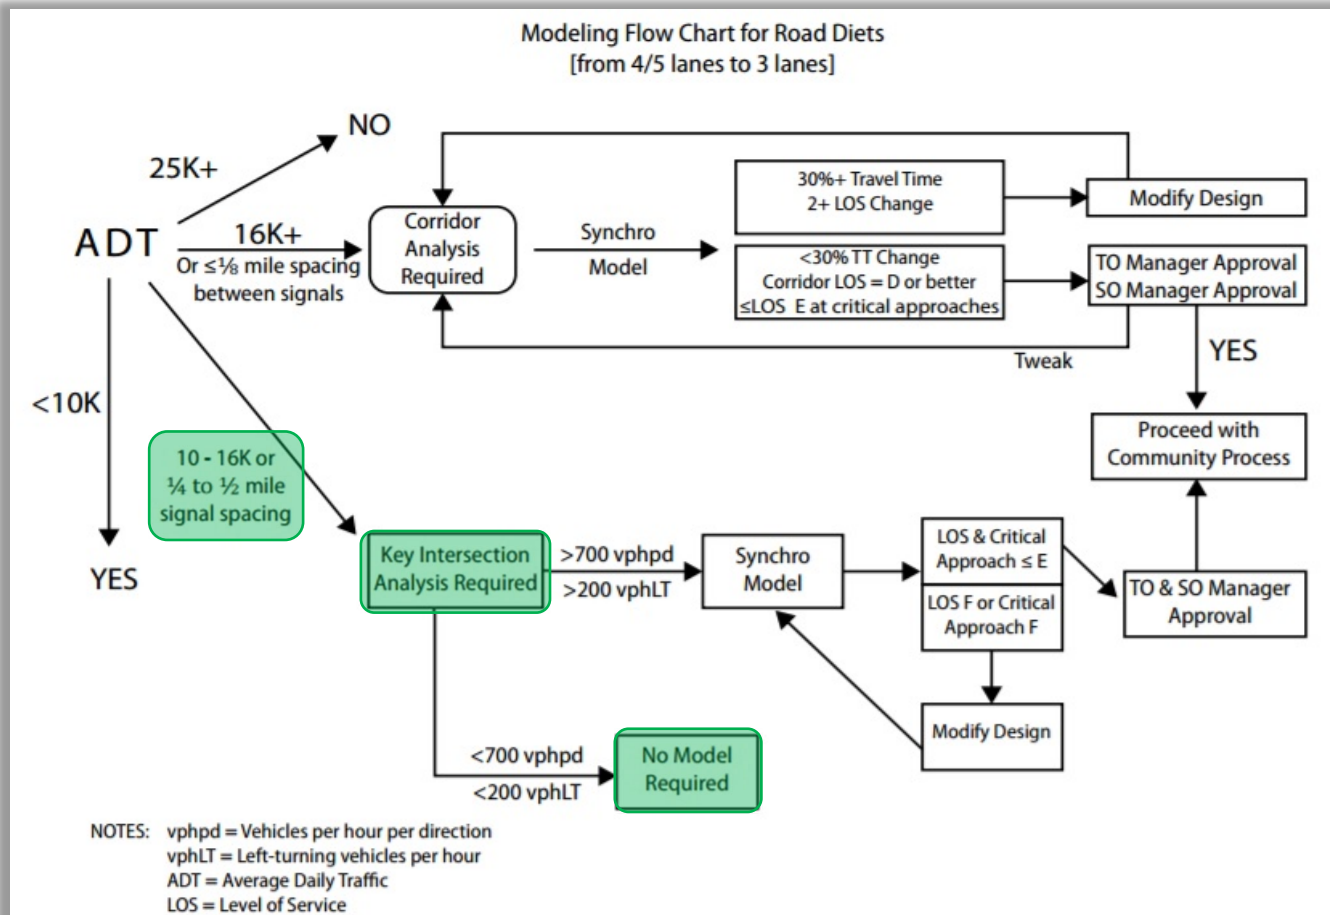 Modeling Flow Chart for Road Diets
[from 4/5 lanes to 3 lanes]
NO
25K+
ADT
16K+
Or ≤⅛ mile spacing
between signals
Corridor
Analysis
Required
Synchro
Model
30%+ Travel Time
2+ LOS Change
Modify Design
<30% TT Change
Corridor LOS = D or better
≤LOS E at critical approaches
TO Manager Approval
SO Manager Approval
Tweak
YES
<10K
10 - 16K or
¼ to ½ mile
signal spacing
YES
Proceed with
Community Process
Key Intersection
Analysis Required
>700 vphpd
>200 vphLT
Synchro
Model
LOS & Critical
Approach ≤ E
LOS F or Critical
Approach F
TO & SO Manager
Approval
Modify Design
<700 vphpd
<200 vphLT
No Model
Required
NOTES: vphpd = Vehicles per hour per direction
vphLT = Left-turning vehicles per hour
ADT = Average Daily Traffic
LOS = Level of Service